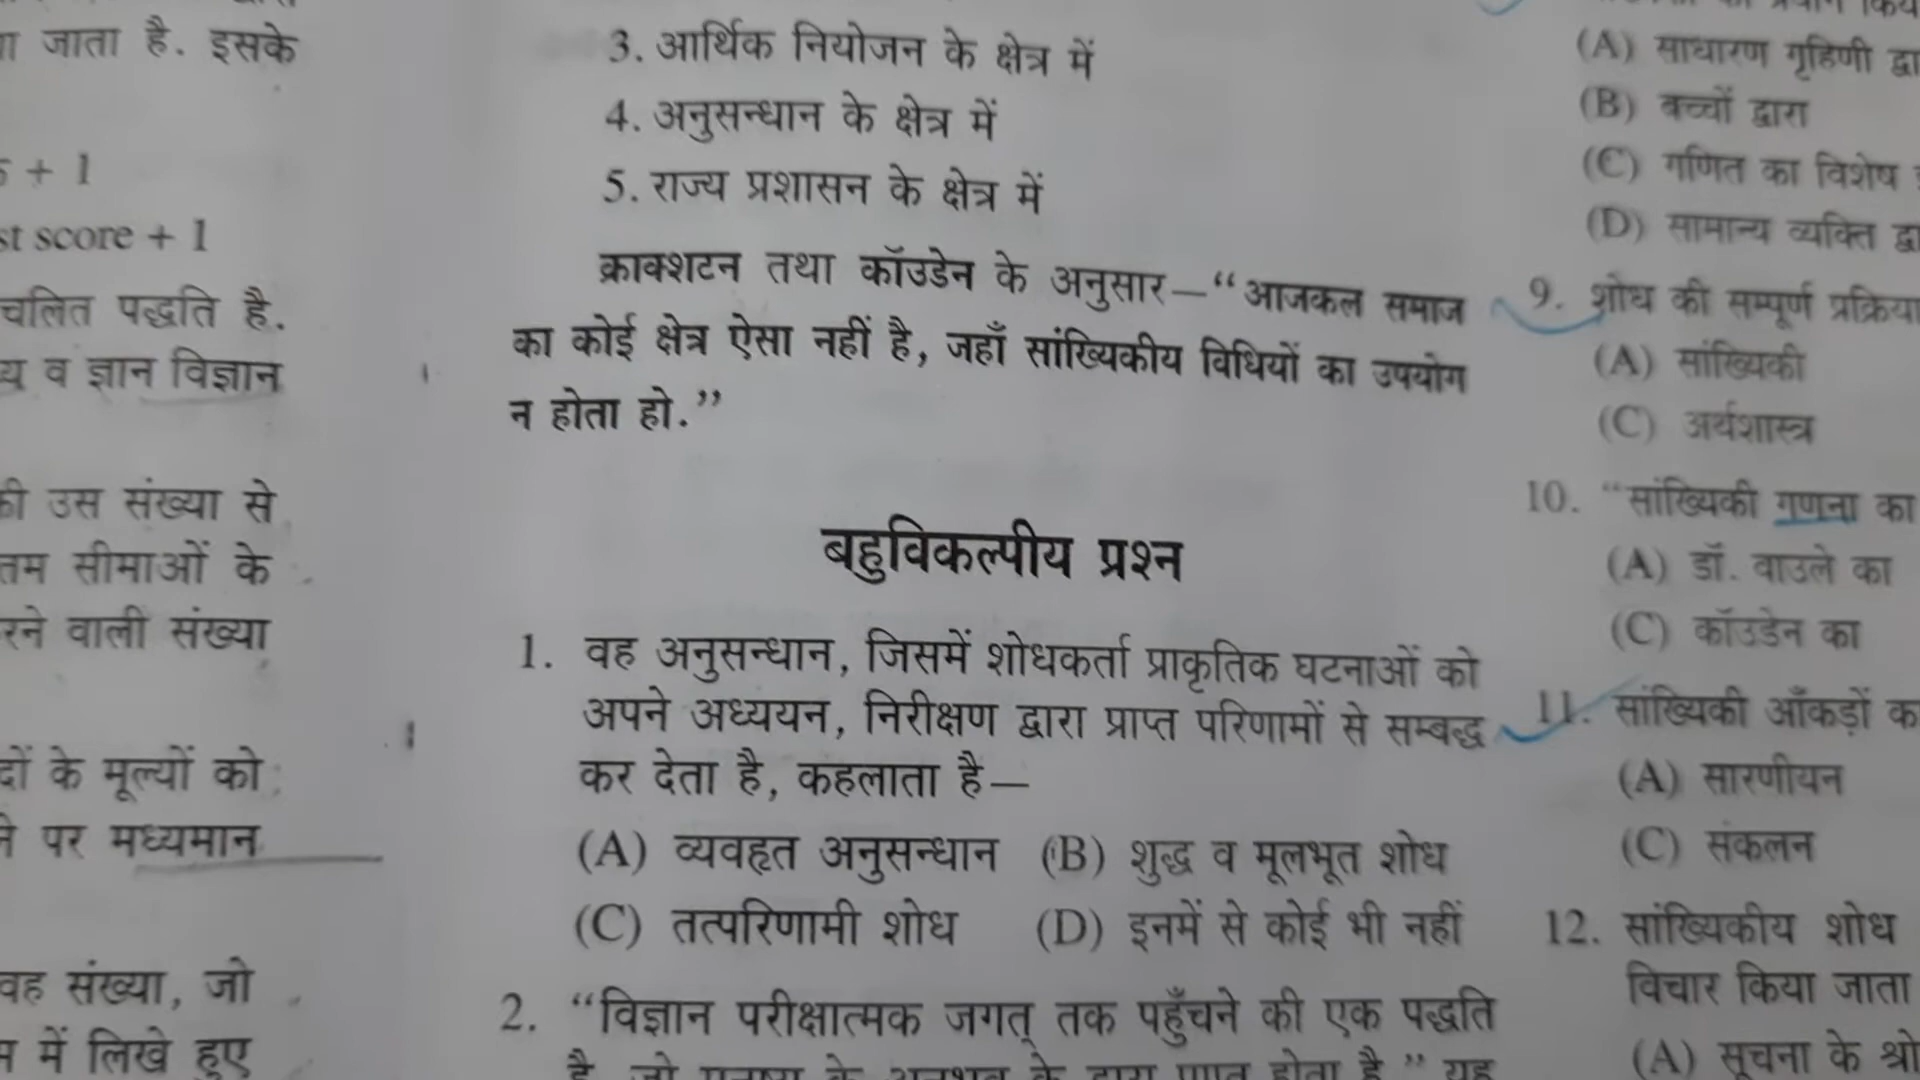 जाता है. इसके
+ 1
score + 1
पद्धति है.
व ज्ञान विज्ञान
उस संख्या से
सीमाओं के
वाली संख्या
के मूल्यों को
पर मध्यमान
वह संख्या, जो
में लिखे हुए
3. आर्थिक नियोजन के क्षेत्र में
4. अनुसन्धान के क्षेत्र में
5. राज्य प्रशासन के क्षेत्र में
क्राक्शटन तथा कॉउडेन के अनुसार—“आजकल समाज
का कोई क्षेत्र ऐसा नहीं है, जहाँ सांख्यिकीय विधियों का उपयोग
न होता हो.”
बहुविकल्पीय प्रश्न
1. वह अनुसन्धान, जिसमें शोधकर्ता प्राकृतिक घटनाओं को
अपने अध्ययन, निरीक्षण द्वारा प्राप्त परिणामों से सम्बद्ध
कर देता है, कहलाता है—
(A) व्यवहृत अनुसन्धान (B) शुद्ध व मूलभूत शोध
(C) तत्परिणामी शोध (D) इनमें से कोई भी नहीं
2. “विज्ञान परीक्षात्मक जगत् तक पहुँचने की एक पद्धति
(A) साधारण गृहिणी
(B) बच्चों द्वारा
(C) गणित का विशेष
(D) सामान्य व्यक्ति
9. शोध की सम्पूर्ण प्रक्रिया
(A) सांख्यिकी
(C) अर्थशास्त्र
10. “सांख्यिकी गणना का
(A) डॉ. वाउले का
(C) कॉउडेन का
11. सांख्यिकी आँकड़ों
(A) सारणीयन
(C) संकलन
12. सांख्यिकीय शोध
विचार किया जाता
(A) सूचना के